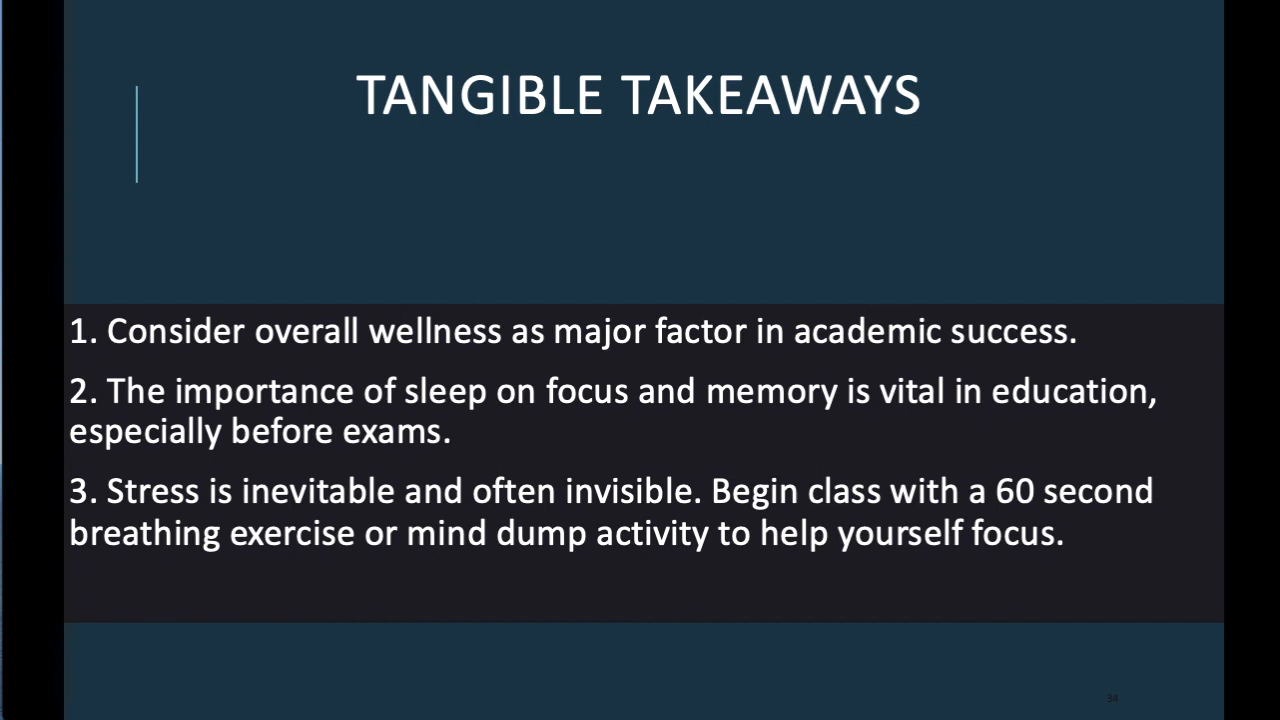 TANGIBLE TAKEAWAYS
1. Consider overall wellness as major factor in academic success.
2. The importance of sleep on focus and memory is vital in education,
especially before exams.
3. Stress is inevitable and often invisible. Begin class with a 60 second
breathing exercise or mind dump activity to help yourself focus.
34